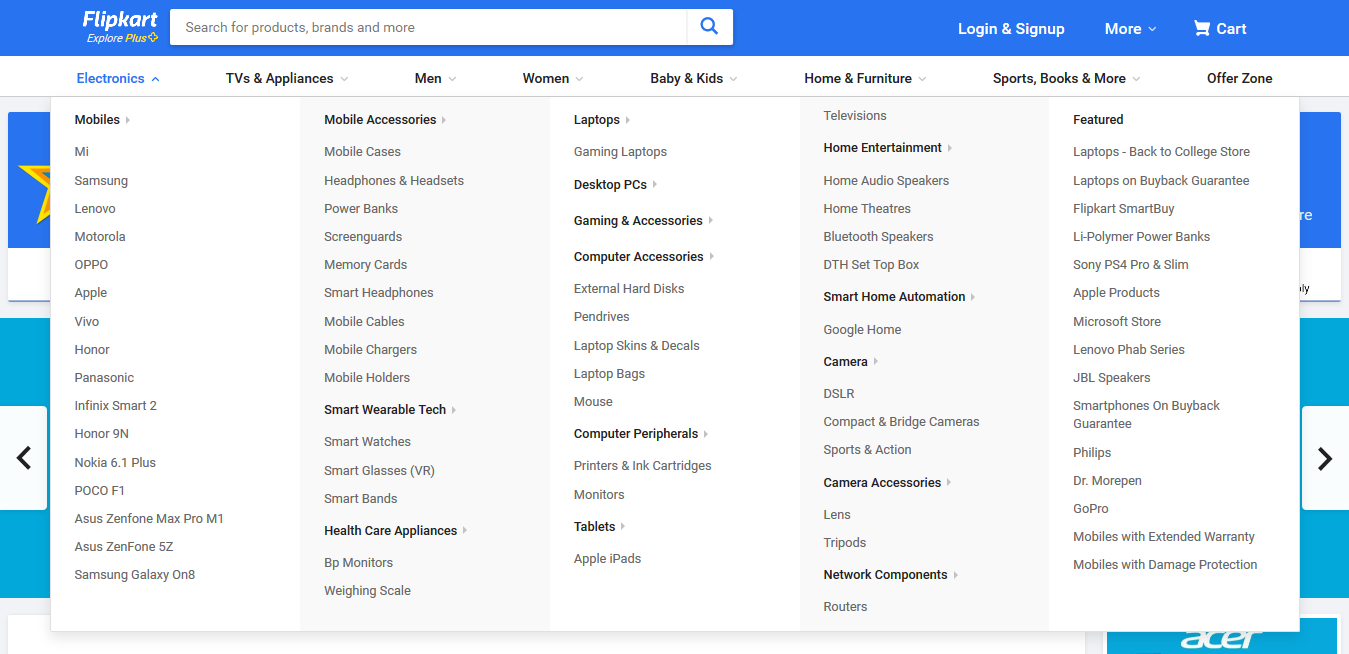 Flipkart
Explore Plus
Search for products, brands and more
Login & Signup
More
Cart
Electronics
TVs & Appliances
Men
Women
Baby & Kids
Home & Furniture
Sports, Books & More
Offer Zone
Mobiles
Mi
Samsung
Lenovo
Motorola
OPPO
Apple
Vivo
Honor
Panasonic
Infinix Smart 2
Honor 9N
Nokia 6.1 Plus
POCO F1
Asus Zenfone Max Pro M1
Asus ZenFone 5Z
Samsung Galaxy On8
Mobile Accessories
Mobile Cases
Headphones & Headsets
Power Banks
Screenguards
Memory Cards
Smart Headphones
Mobile Cables
Mobile Chargers
Mobile Holders
Smart Wearable Tech
Smart Watches
Smart Glasses (VR)
Smart Bands
Health Care Appliances
Bp Monitors
Weighing Scale
Laptops
Gaming Laptops
Desktop PCs
Gaming & Accessories
Computer Accessories
External Hard Disks
Pendrives
Laptop Skins & Decals
Laptop Bags
Mouse
Computer Peripherals
Printers & Ink Cartridges
Monitors
Tablets
Apple iPads
Televisions
Home Entertainment
Home Audio Speakers
Home Theatres
Bluetooth Speakers
DTH Set Top Box
Smart Home Automation
Google Home
Camera
DSLR
Compact & Bridge Cameras
Sports & Action
Camera Accessories
Lens
Tripods
Network Components
Routers
Featured
Laptops - Back to College Store
Laptops on Buyback Guarantee
Flipkart SmartBuy
Li-Polymer Power Banks
Sony PS4 Pro & Slim
Apple Products
Microsoft Store
Lenovo Phab Series
JBL Speakers
Smartphones On Buyback
Guarantee
Philips
Dr. Morepen
GoPro
Mobiles with Extended Warranty
Mobiles with Damage Protection
acer